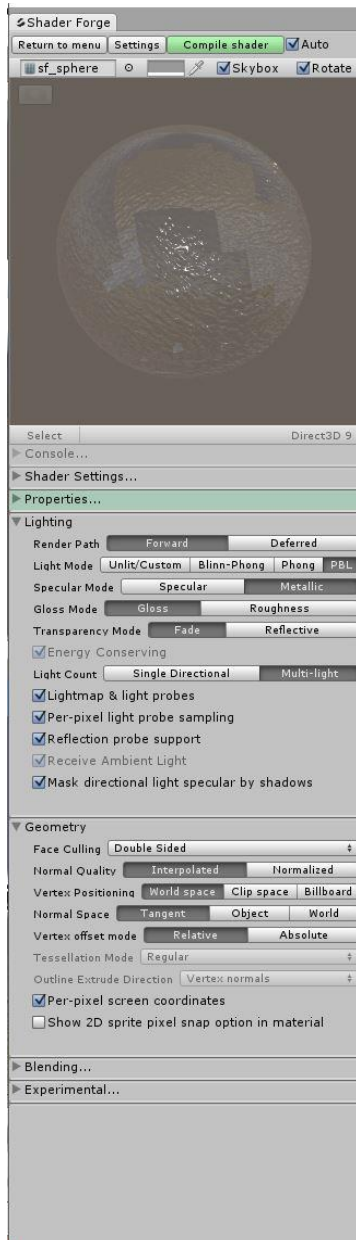 Shader Forge
Return to menu Settings Compile shader Auto
sf_sphere Skybox Rotate
Select Direct3D 9
Console...
Shader Settings...
Properties...
Lighting
Render Path Forward Deferred
Light Mode Unlit/Custom Blinn-Phong Phong PBL
Specular Mode Specular Metallic
Gloss Mode Gloss Roughness
Transparency Mode Fade Reflective
Energy Conserving
Light Count Single Directional Multi-light
Lightmap & light probes
Per-pixel light probe sampling
Reflection probe support
Receive Ambient Light
Mask directional light specular by shadows
Geometry
Face Culling Double Sided
Normal Quality Interpolated Normalized
Vertex Positioning World space Clip space Billboard
Normal Space Tangent Object World
Vertex offset mode Relative Absolute
Tessellation Mode Regular
Outline Extrude Direction Vertex normals
Per-pixel screen coordinates
Show 2D sprite pixel snap option in material
Blending...
Experimental...